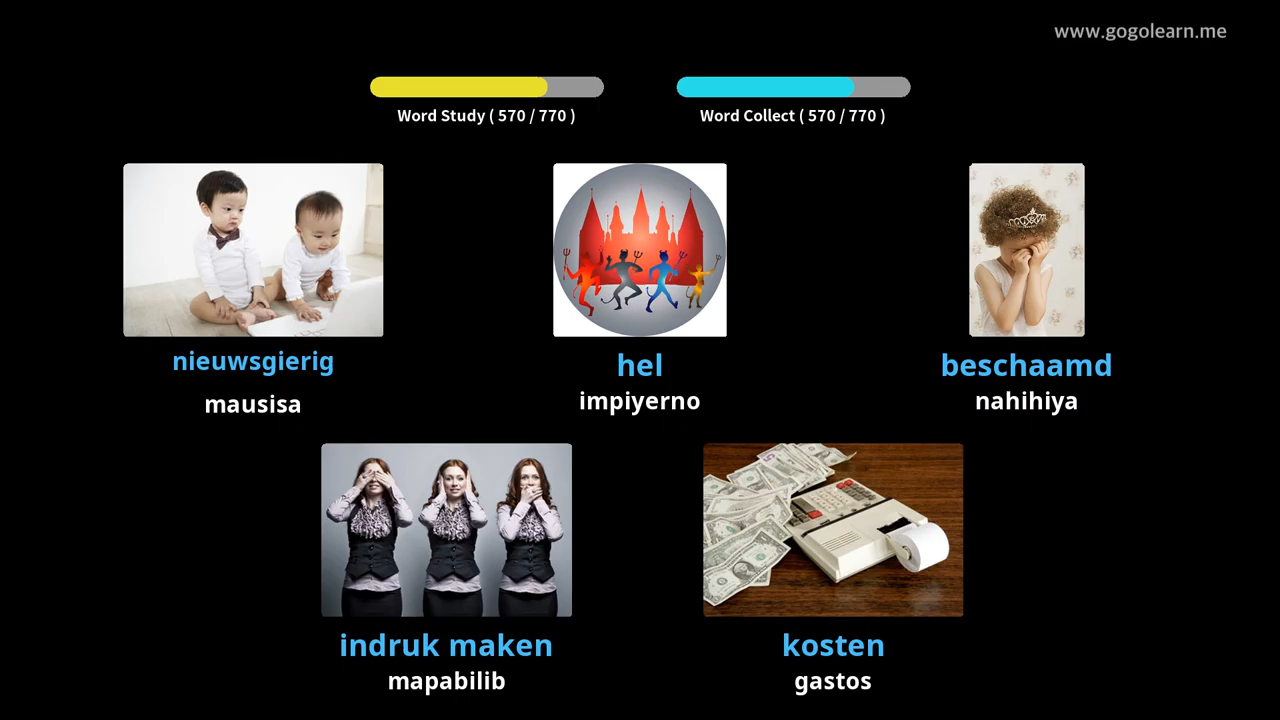 www.gogolearn.me
Word Study ( 570 / 770 )
Word Collect ( 570 / 770 )
nieuwsgierig
mausisa
hel
impiyerno
beschaamd
nahihiya
indruk maken
mapabilib
kosten
gastos